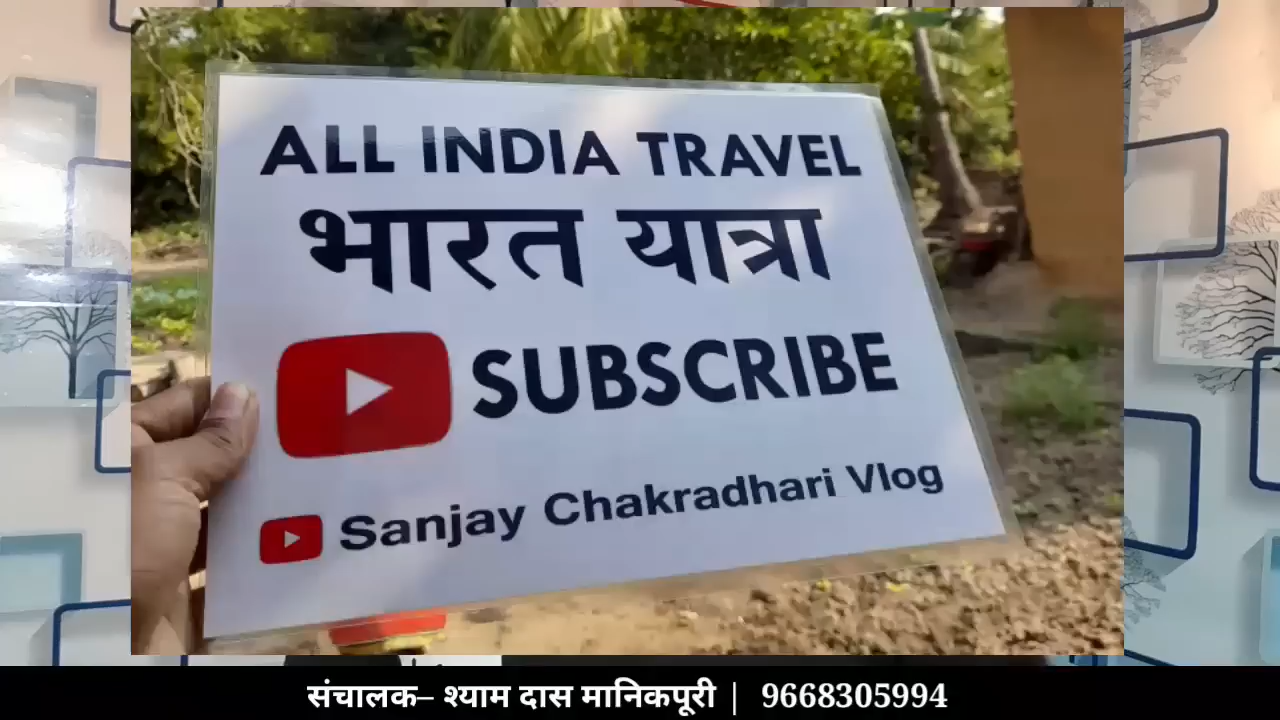 ALL INDIA TRAVEL
भारत यात्रा
SUBSCRIBE
Sanjay Chakradhari Vlog
संचालक– श्याम दास मानिकपूरी | 9668305994